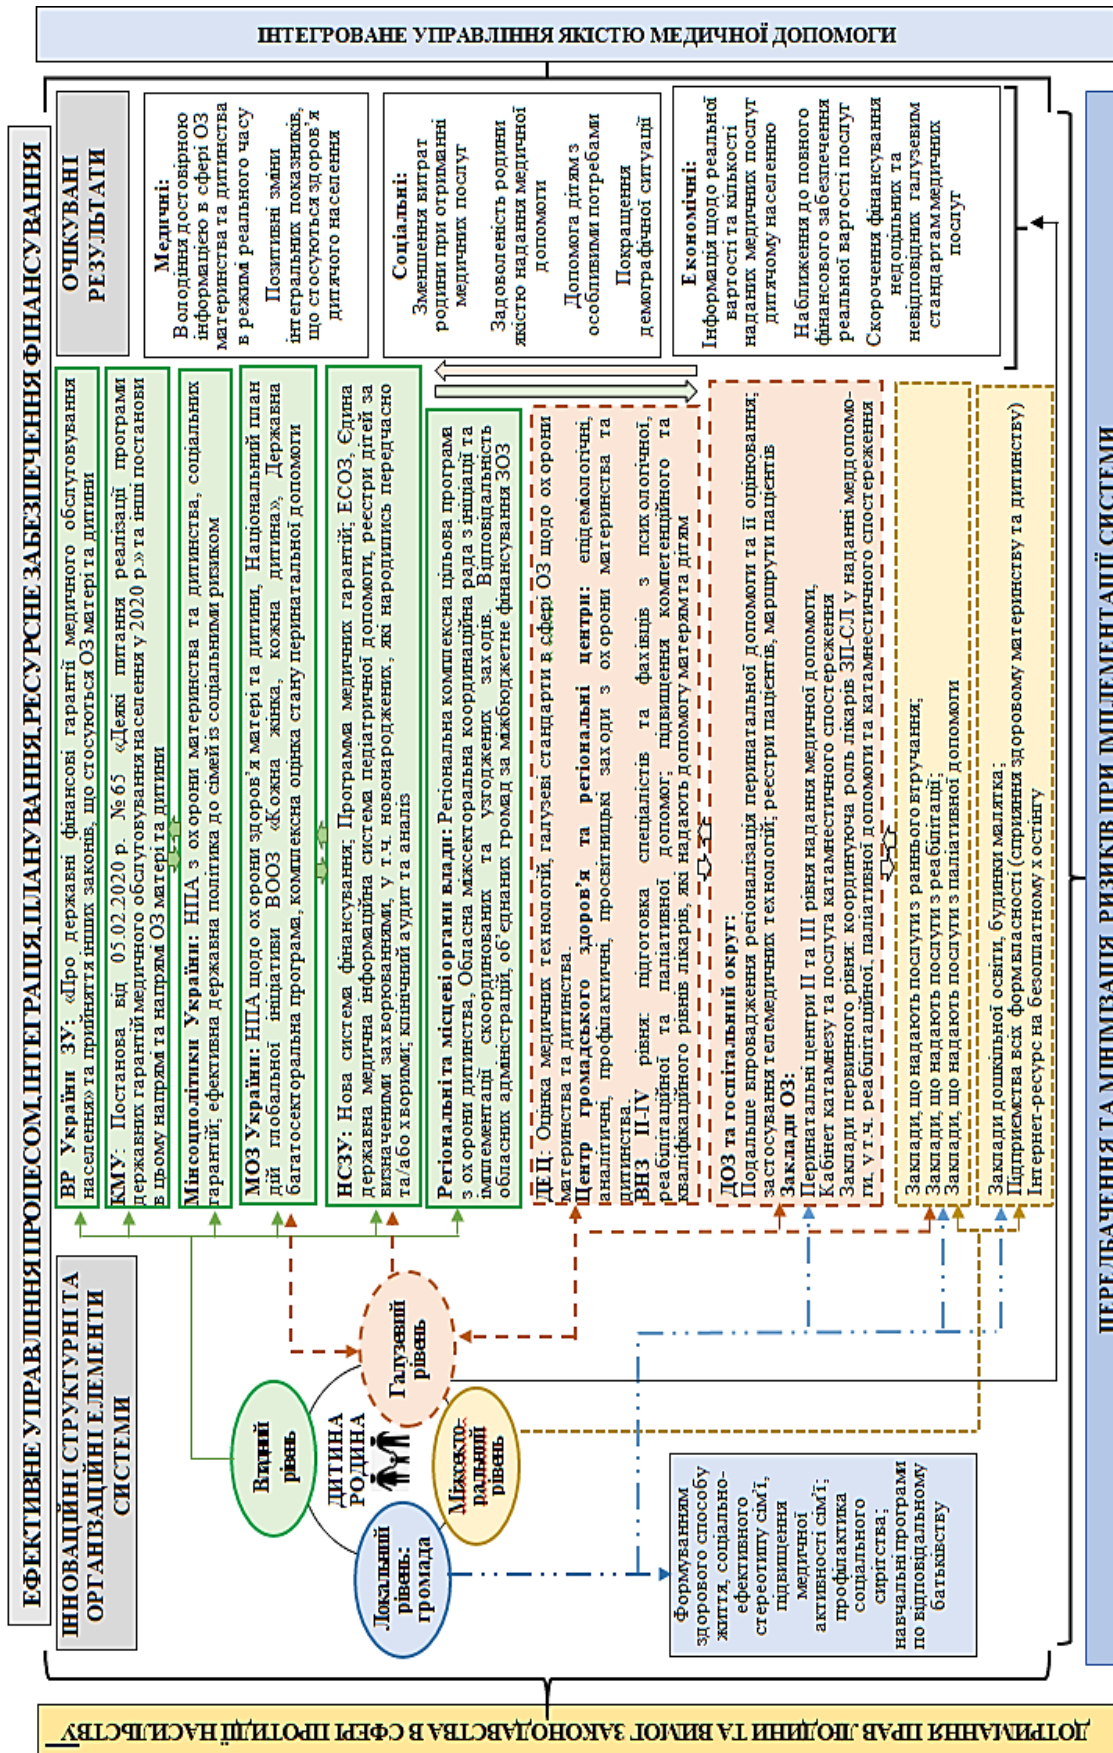 ЕФЕКТИВНЕ УПРАВЛІННЯ ПРОЦЕСОМ, ІНТЕГРАЦІЯ, ПЛАНУВАННЯ, РЕСУРСНЕ ЗАБЕЗПЕЧЕННЯ ФІНАНСУВАННЯ
ДОТРИМАННЯ ПРАВ ЛЮДИНИ ТА ВИМОГ ЗАКОНОДАВСТВА В СФЕРІ ПРОТИДІЇ НАСИЛЬСТВУ
ІННОВАЦІЙНІ СТРУКТУРНІ ТА
ОРГАНІЗАЦІЙНІ ЕЛЕМЕНТИ
СИСТЕМИ
Владний
рівень
ДИТИНА
РОДИНА
Галузевий
рівень
Локальний
рівень:
громада
Міжсекто-
ральний
рівень
Формуванням
здорового способу
життя, соціально-
ефективного
стереотипу сім'ї,
підвищення
медичної
активності сім'ї;
профілактика
соціального
сирітства;
навчальні програми
по відповідальному
батьківству
ВР України ЗУ: «Про державні фінансові гарантії медичного обслуговування
населення» та прийняття інших законів, що стосуються ОЗ матері та дитини
КМУ: Постанова від 05.02.2020 р. №65 «Деякі питання реалізації програми
державних гарантій медичного обслуговування населення у 2020 р.» та інші постанови
в цьому напрямі та напрямі ОЗ матері та дитини
Мінсоцполітики України: НПА з охорони материнства та дитинства, соціальних
гарантій; ефективна державна політика до сімей із соціальними ризиком
МОЗ України: НПА щодо охорони здоров'я матері та дитини, Національний план
дій глобальної ініціативи ВООЗ «Кожна жінка, кожна дитина», Державна
багатосекторальна програма, комплексна оцінка стану перинатальної допомоги
НСЗУ: Нова система фінансування; Программа медичних гарантій; ЕСОЗ, Єдина
державна медична інформаційна система педіатричної допомоги, реєстри дітей за
визначеними захворюваннями, у т.ч. новонароджених, які народились передчасно
та/або хворими; клінічний аудит та аналіз
Регіональні та місцеві органи влади: Регіональна комплексна цільова програма
з охорони дитинства, Обласна міжсекторальна координаційна рада з ініціації та
імплементації скоординованих та узгоджених заходів. Відповідальність
обласних адміністрацій, об'єднаних громад за міжбюджетне фінансування ЗОЗ
ДЕЦ: Оцінка медичних технологій, галузеві стандарти в сфері ОЗ щодо охорони
материнства та дитинства.
Центр громадського здоров'я та регіональні центри: епідеміологічні,
аналітичні, профілактичні, просвітницькі заходи з охорони материнства та
дитинства
ВНЗ II-IV рівня: підготовка спеціалістів та фахівців з психологічної,
реабілітаційної та паліативної допомог; підвищення компетенційного та
кваліфікаційного рівнів лікарів, які надають допомогу матерям та дітям
ДОЗ та госпітальний округ:
Подальше впровадження регіоналізація перинатальної допомоги та її оцінювання;
застосування телемедичних технологій; реєстри пацієнтів, маршрути пацієнтів
Заклади ОЗ:
Перинатальні центри II та III рівня надання медичної допомоги,
Кабінет катамнезу та послуга катамнестичного спостереження
Заклади первинного рівня: координуюча роль лікарів ЗП-СЛ у наданні меддопомо-
ги, у т.ч. реабілітаційної, паліативної допомоги та катамнестичного спостереження
Заклади, що надають послуги з раннього втручання;
Заклади, що надають послуги з реабілітації;
Заклади, що надають послуги з паліативної допомоги
Заклади дошкільної освіти, будинки малятка;
Підприємства всіх форм власності (сприяння здоровому материнству та дитинству)
Інтернет-ресурс на безоплатному хостінгу
ОЧІКУВАНІ
РЕЗУЛЬТАТИ
Медичні:
Володіння достовірною
інформацією в сфері ОЗ
материнства та дитинства
в режимі реального часу
Позитивні зміни
інтегральних показників,
що стосуються здоров'я
дитячого населення
Соціальні:
Зменшення витрат
родини при отриманні
медичних послуг
Задоволеність родини
якістю надання медичної
допомоги
Допомога дітям з
особливими потребами
Покращення
демографічної ситуації
Економічні:
Інформація щодо реальної
вартості та кількості
наданих медичних послуг
дитячому населенню
Наближення до повного
фінансового забезпечення
реальної вартості послуг
Скорочення фінансування
недоцільних та
невідповідних галузевим
стандартам медичних
послуг
ІНТЕГРОВАНЕ УПРАВЛІННЯ ЯКІСТЮ МЕДИЧНОЇ ДОПОМОГИ
ПЕРЕДБАЧЕННЯ ТА МІНІМІЗАЦІЯ РИЗИКІВ ПРИ ІМПЛЕМЕНТАЦІЇ СИСТЕМИ